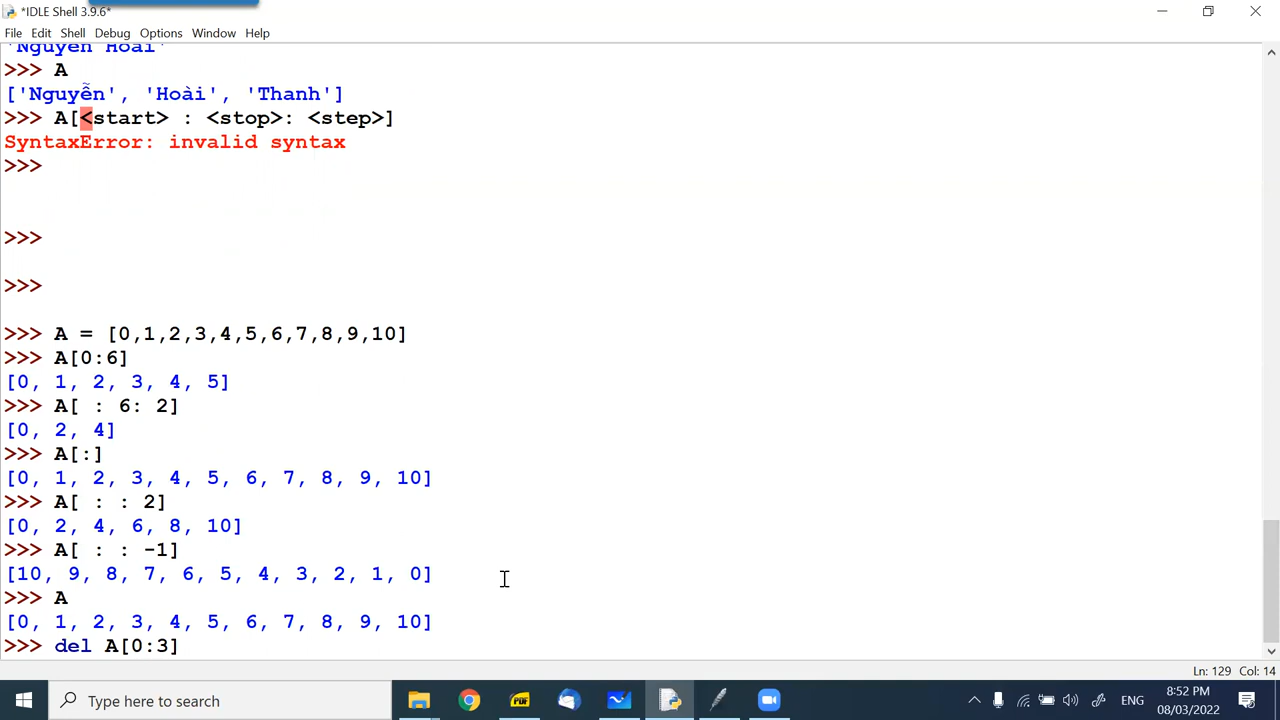 *IDLE Shell 3.9.6*
File Edit Shell Debug Options Window Help
'Nguyễn Hoài'
>>> A
['Nguyễn', 'Hoài', 'Thanh']
>>> A[<start> : <stop>: <step>]
SyntaxError: invalid syntax
>>>
>>>
>>>
>>> A = [0,1,2,3,4,5,6,7,8,9,10]
>>> A[0:6]
[0, 1, 2, 3, 4, 5]
>>> A[ : 6: 2]
[0, 2, 4]
>>> A[:]
[0, 1, 2, 3, 4, 5, 6, 7, 8, 9, 10]
>>> A[ : : 2]
[0, 2, 4, 6, 8, 10]
>>> A[ : : -1]
[10, 9, 8, 7, 6, 5, 4, 3, 2, 1, 0]
>>> A
[0, 1, 2, 3, 4, 5, 6, 7, 8, 9, 10]
>>> del A[0:3]
Ln: 129 Col: 14
Type here to search
PDF
ENG
8:52 PM
08/03/2022